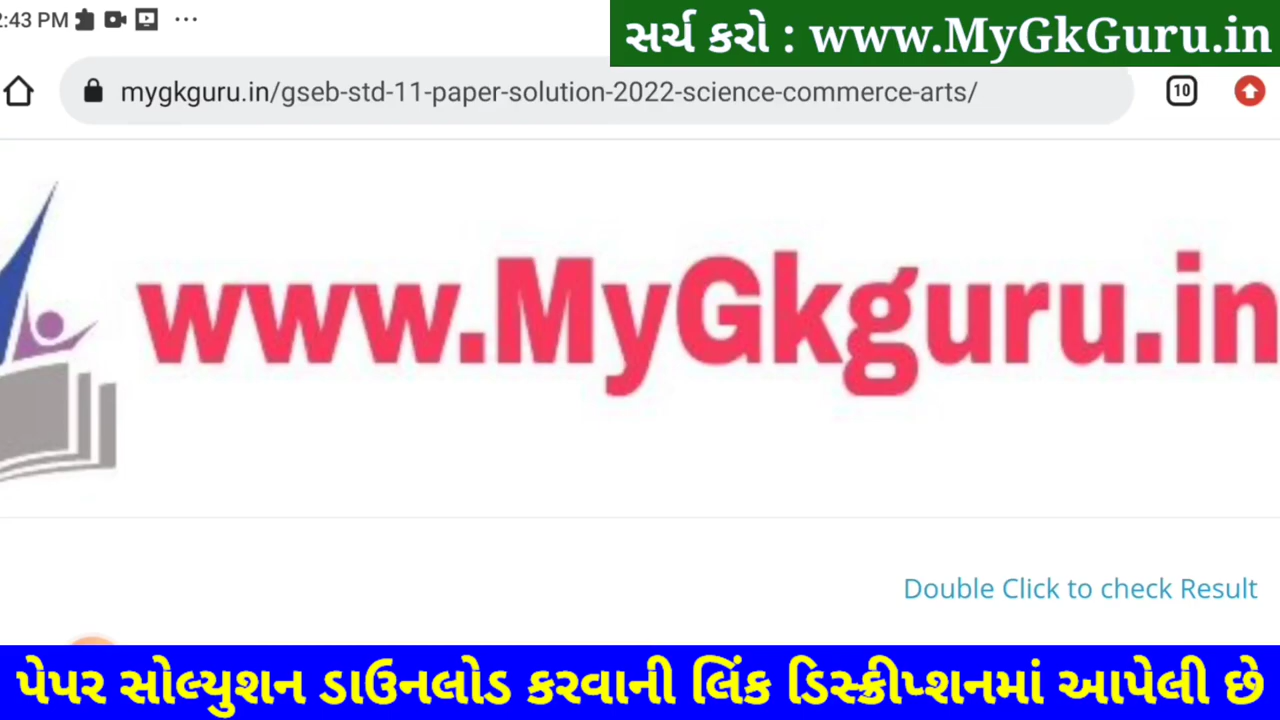 2:43 PM ...
સર્ચ કરો : www.MyGkGuru.in
mygkguru.in/gseb-std-11-paper-solution-2022-science-commerce-arts/
10
www.MyGkguru.in
Double Click to check Result
પેપર સોલ્યુશન ડાઉનલોડ કરવાની લિંક ડિસ્ક્રીપ્શનમાં આપેલી છે